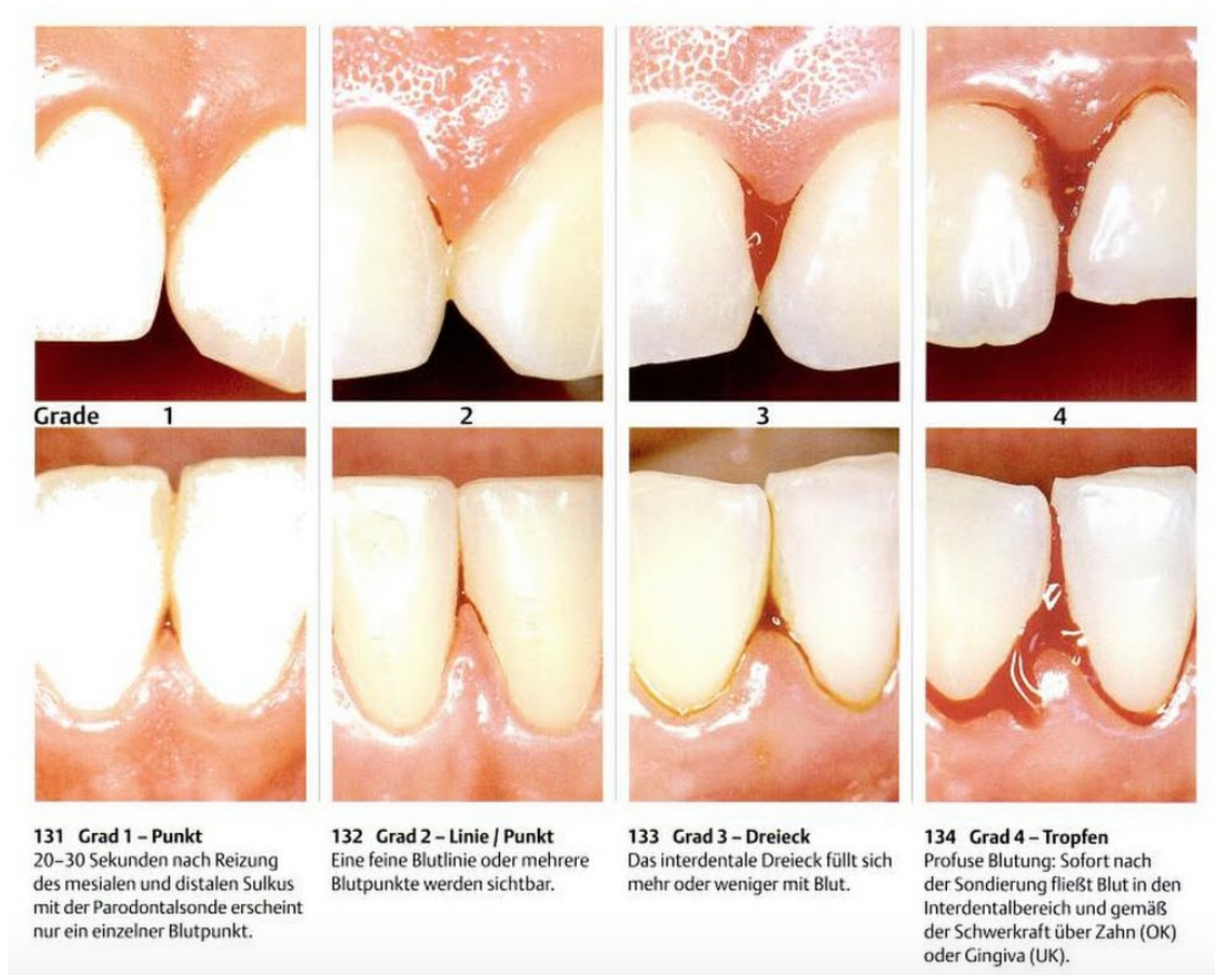 Grade 1 2 3 4
131 Grad 1 – Punkt
20–30 Sekunden nach Reizung
des mesialen und distalen Sulkus
mit der Parodontalsonde erscheint
nur ein einzelner Blutpunkt.
132 Grad 2 – Linie / Punkt
Eine feine Blutlinie oder mehrere
Blutpunkte werden sichtbar.
133 Grad 3 – Dreieck
Das interdentale Dreieck füllt sich
mehr oder weniger mit Blut.
134 Grad 4 – Tropfen
Profuse Blutung: Sofort nach
der Sondierung fließt Blut in den
Interdentalbereich und gemäß
der Schwerkraft über Zahn (OK)
oder Gingiva (UK).